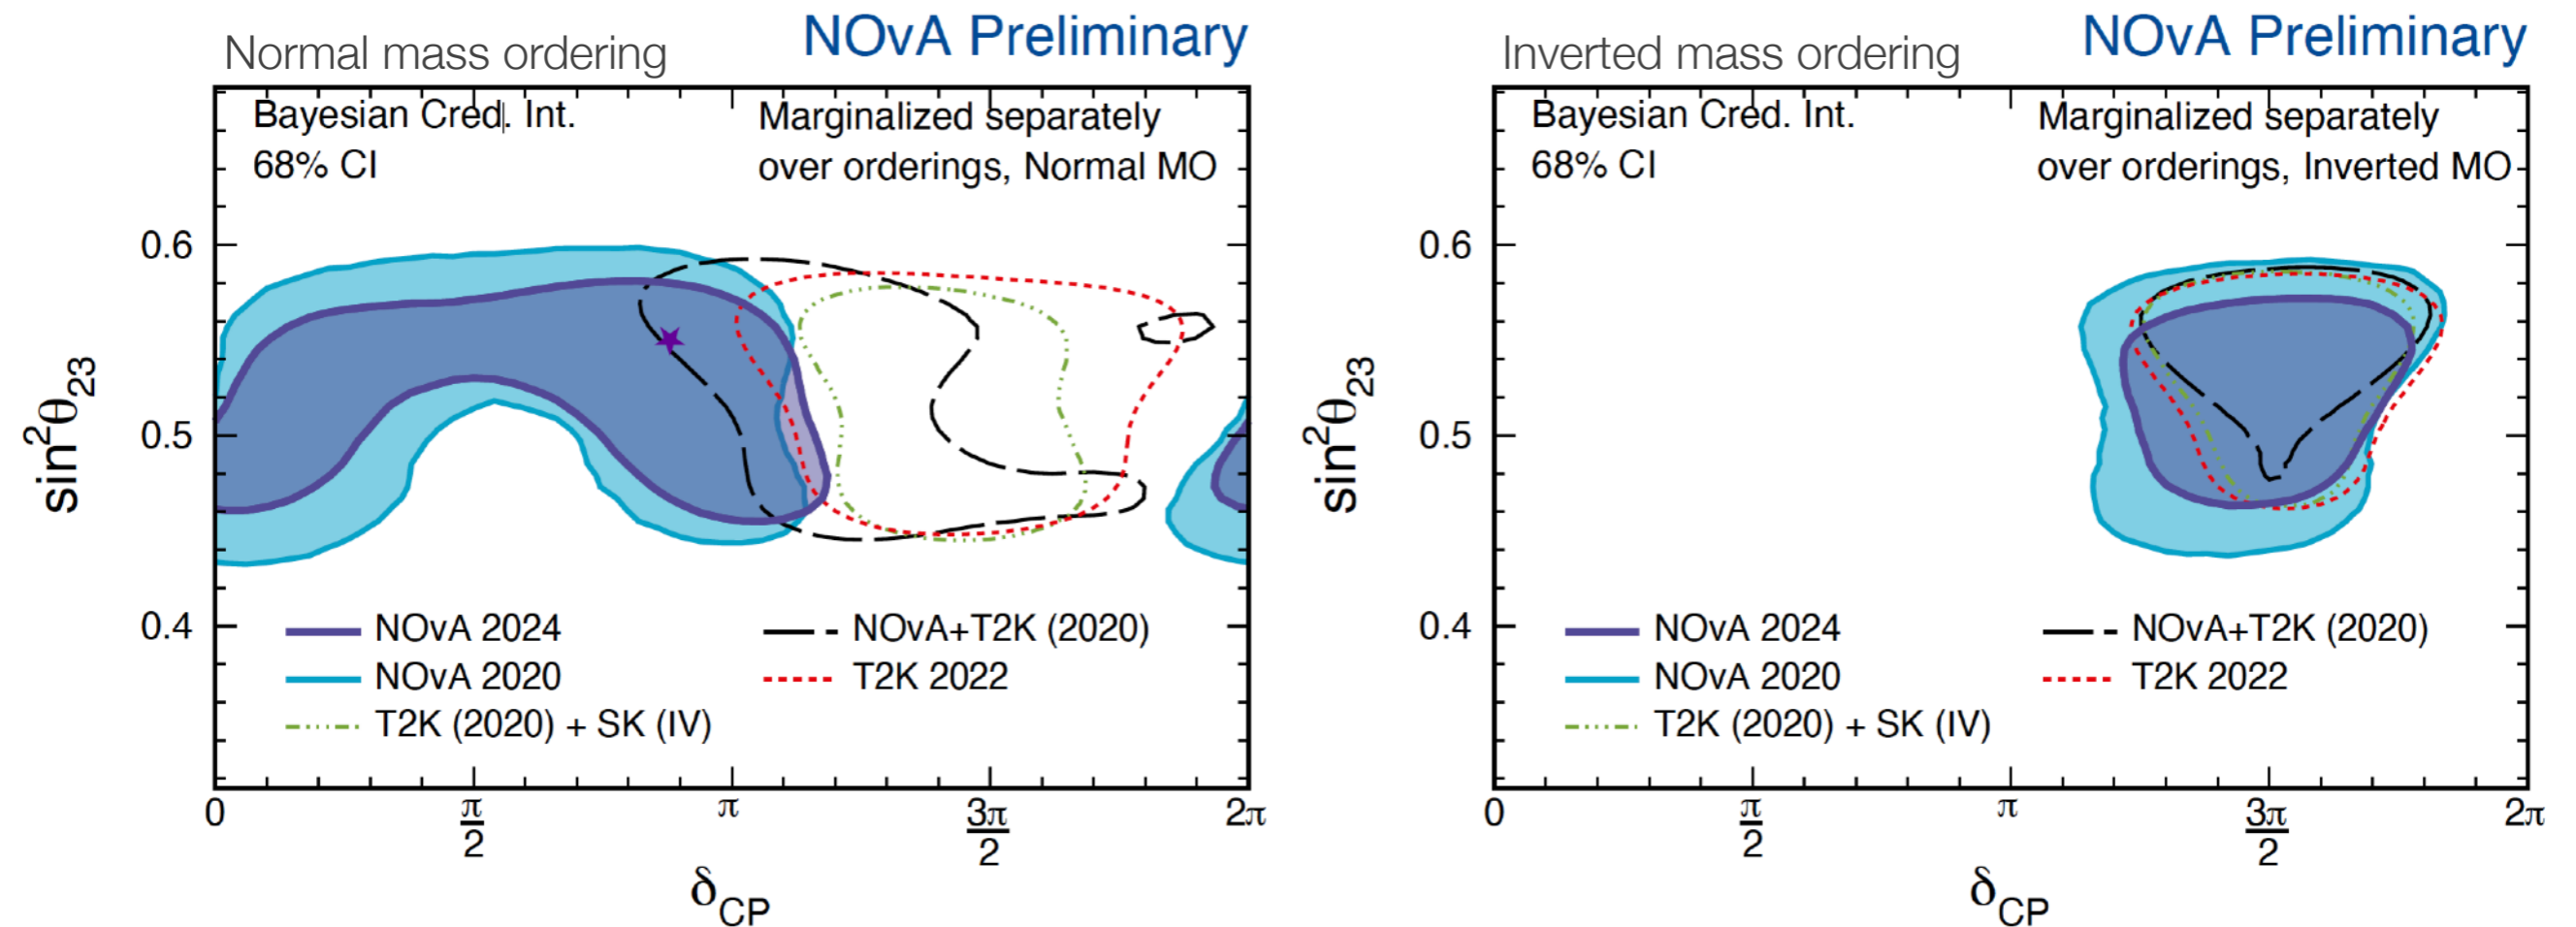 Normal mass ordering
NOvA Preliminary
Bayesian Cred. Int.
68% CI
Marginalized separately
over orderings, Normal MO
0.6
0.5
0.4
sin²θ₂₃
NOvA 2024
NOvA 2020
T2K (2020) + SK (IV)
NOvA+T2K (2020)
T2K 2022
0
π/2
π
3π/2
2π
δCP
Inverted mass ordering
NOvA Preliminary
Bayesian Cred. Int.
68% CI
Marginalized separately
over orderings, Inverted MO
0.6
0.5
0.4
sin²θ₂₃
NOvA 2024
NOvA 2020
T2K (2020) + SK (IV)
NOvA+T2K (2020)
T2K 2022
0
π/2
π
3π/2
2π
δCP